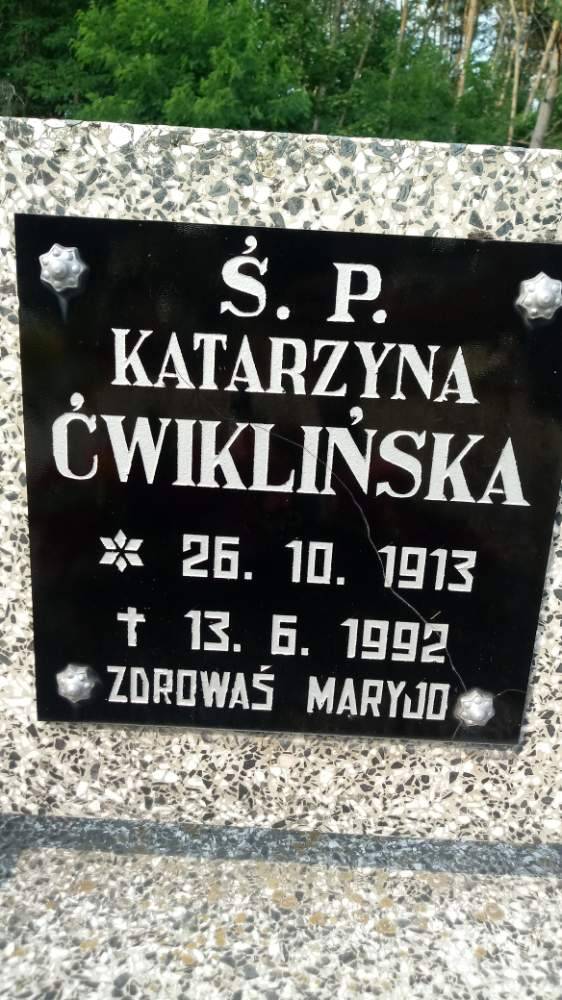 Ś. P.
KATARZYNA
ĆWIKLIŃSKA
* 26. 10. 1913
† 13. 6. 1992
ZDROWAŚ MARYJO